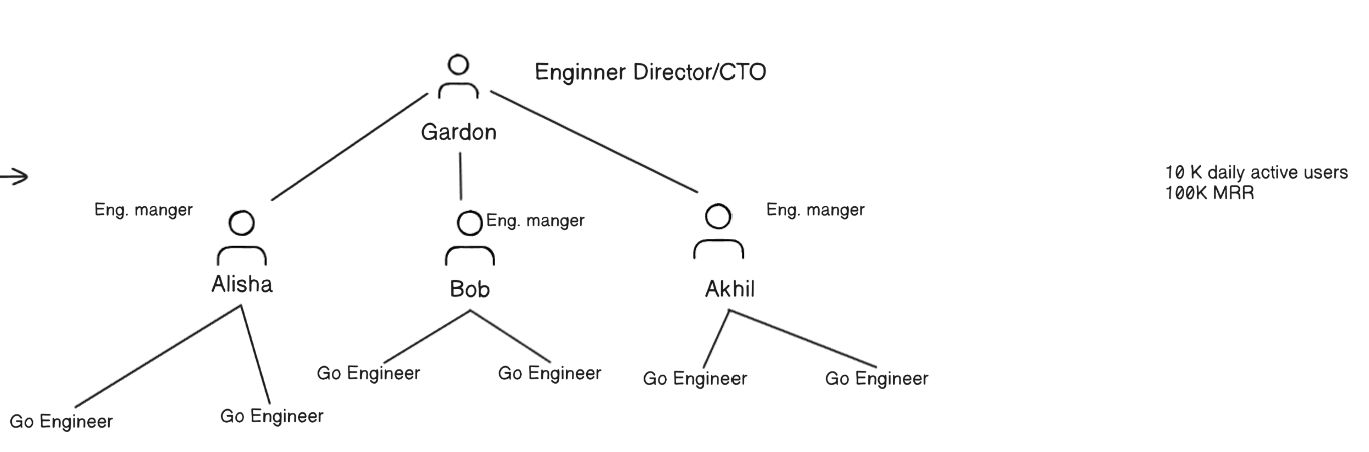 Enginner Director/CTO
Gardon
10 K daily active users
100K MRR
Eng. manger
Eng. manger
Eng. manger
Alisha
Bob
Akhil
Go Engineer
Go Engineer
Go Engineer
Go Engineer
Go Engineer
Go Engineer